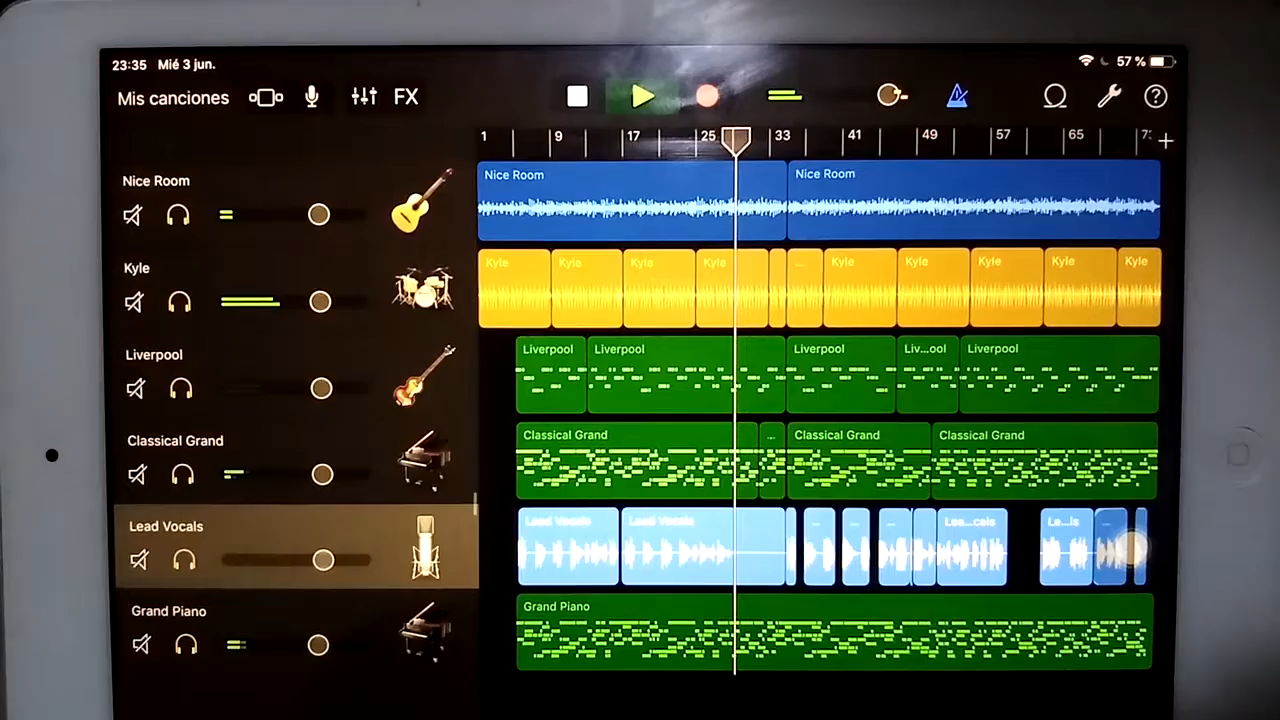 23:35 Mié 3 jun. 57 %
Mis canciones FX
1 9 17 25 33 41 49 57 65 +
Nice Room Nice Room Nice Room
Kyle Kyle Kyle Kyle Kyle ... Kyle Kyle Kyle Kyle Kyle
Liverpool Liverpool Liverpool Liverpool Liv...ool Liverpool
Classical Grand Classical Grand ... Classical Grand Classical Grand
Lead Vocals Lead Vocals Lead Vocals ... ... ... Lea...cals Le...ls ...
Grand Piano Grand Piano